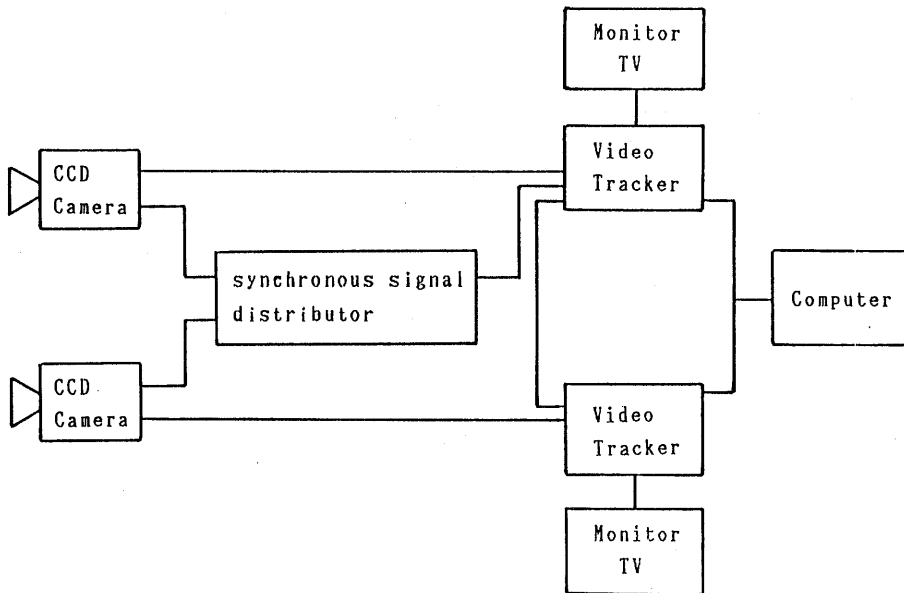 Monitor
TV
Video
Tracker
CCD
Camera
synchronous signal
distributor
Computer
CCD
Camera
Video
Tracker
Monitor
TV